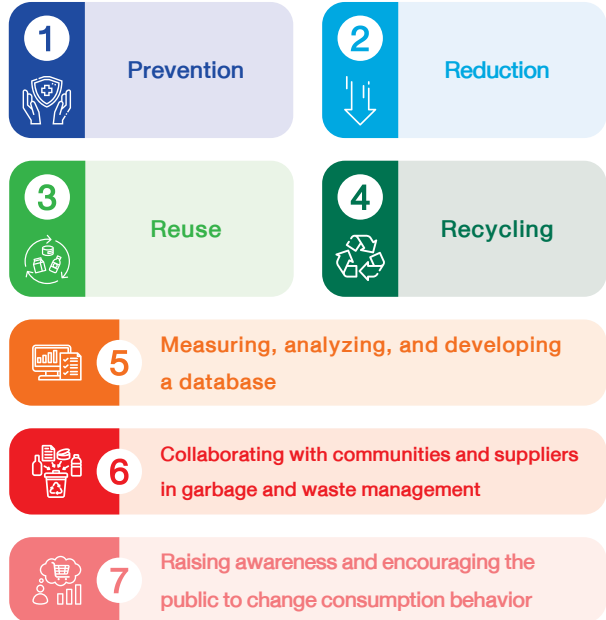 1
Prevention
2
Reduction
3
Reuse
4
Recycling
5
Measuring, analyzing, and developing
a database
6
Collaborating with communities and suppliers
in garbage and waste management
7
Raising awareness and encouraging the
public to change consumption behavior